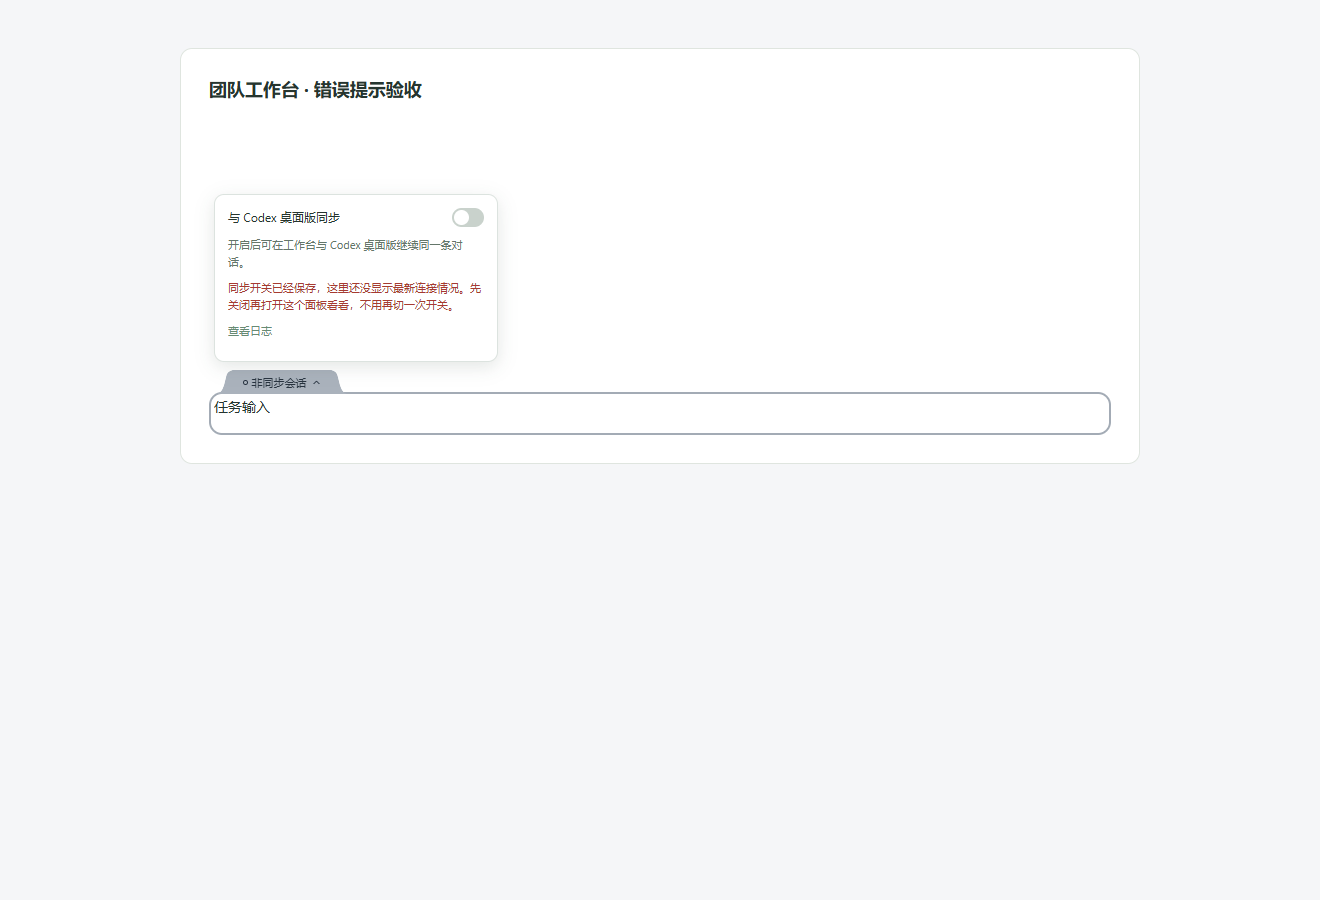 团队工作台 · 错误提示验收
与 Codex 桌面版同步
开启后可在工作台与 Codex 桌面版继续同一条对
话。
同步开关已经保存，这里还没显示最新连接情况。先
关闭再打开这个面板看看，不用再切一次开关。
查看日志
非同步会话
任务输入